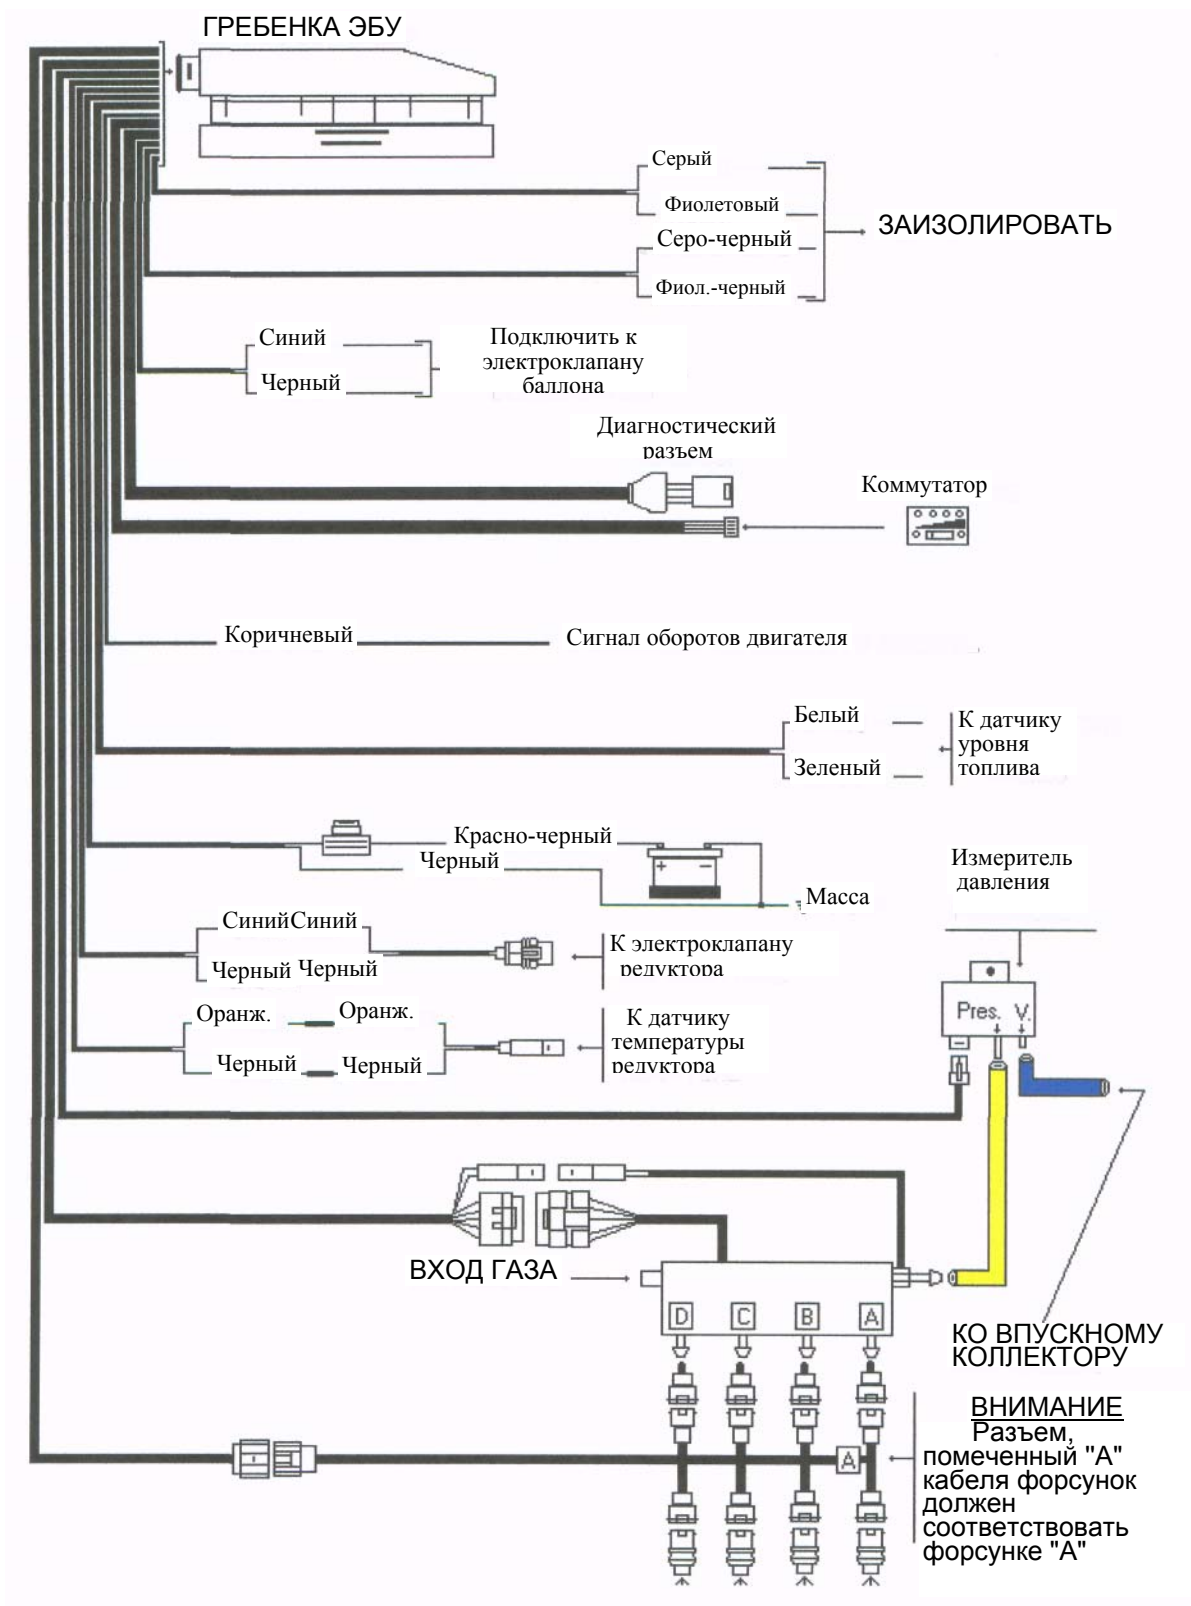 ГРЕБЕНКА ЭБУ
Серый
Фиолетовый
ЗАИЗОЛИРОВАТЬ
Серо-черный
Фиол.-черный
Синий
Черный
Подключить к
электроклапану
баллона
Диагностический
разъем
Коммутатор
Коричневый
Сигнал оборотов двигателя
Белый
Зеленый
К датчику
уровня
топлива
Красно-черный
Черный
+ −
Масса
Измеритель
давления
Синий Синий
Черный Черный
К электроклапану
редуктора
Оранж. Оранж.
Черный Черный
К датчику
температуры
редуктора
Pres. V.
ВХОД ГАЗА
D C B A
КО ВПУСКНОМУ
КОЛЛЕКТОРУ
A
ВНИМАНИЕ
Разъем,
помеченный "А"
кабеля форсунок
должен
соответствовать
форсунке "А"